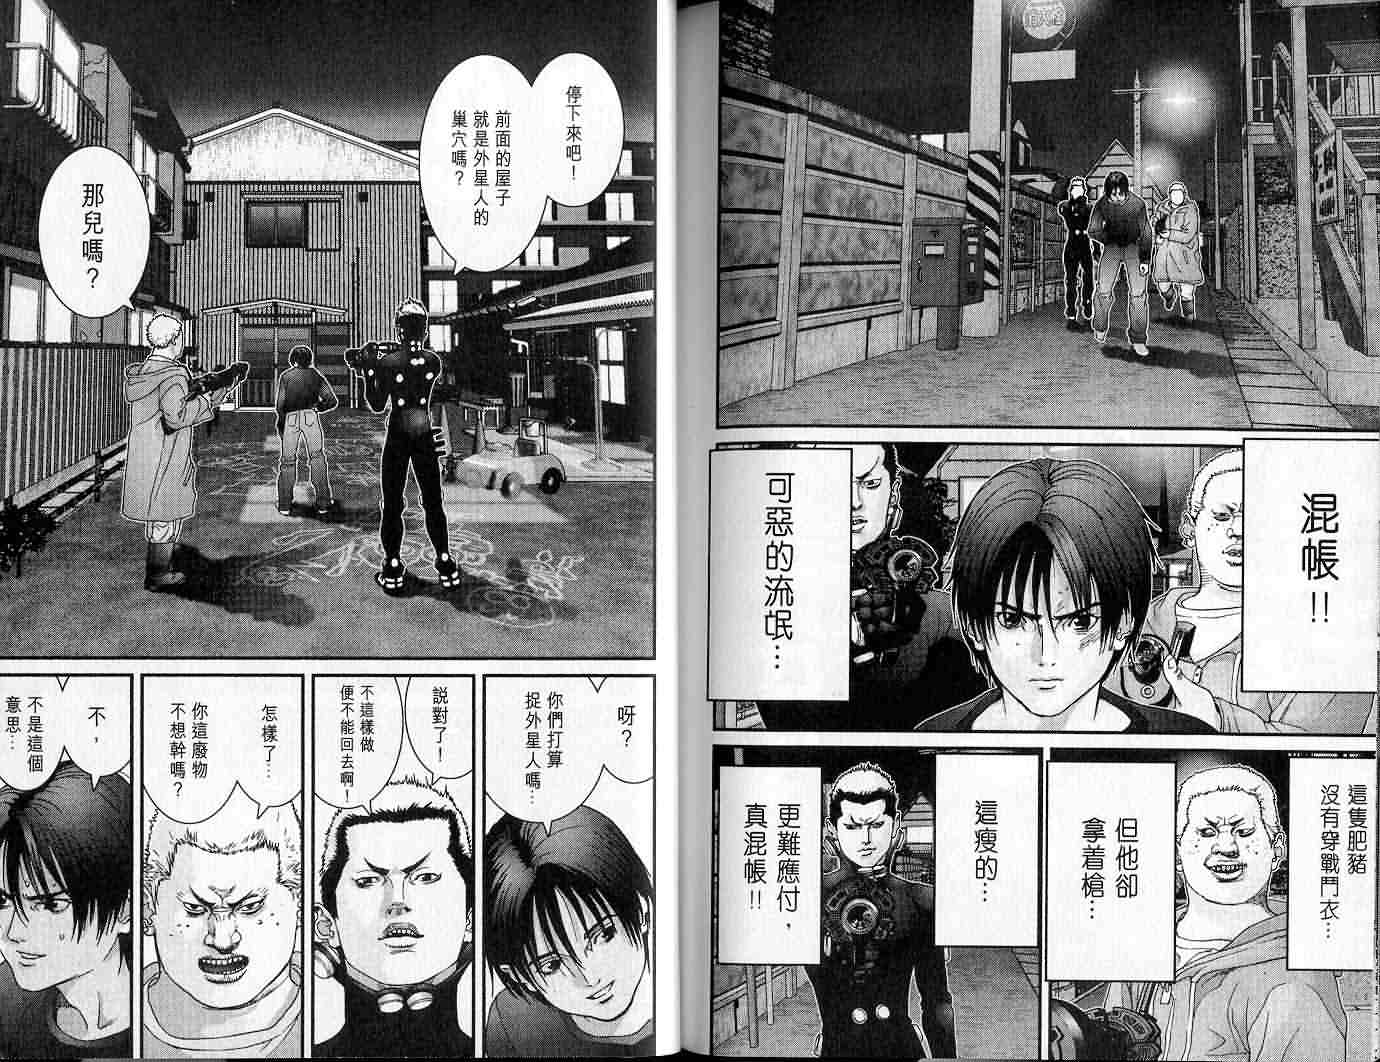 混帳!!
可惡的流氓…
這隻肥豬
沒有穿戰鬥衣…
但他卻
拿着槍…
這瘦的…
更難應付，
真混帳!!
停下來吧！
前面的屋子
就是外星人的
巢穴嗎？
那兒嗎？
呀？
你們打算
捉外星人嗎…
説對了！
不這樣做
便不能回去啊！
怎樣了…
你這廢物
不想幹嗎？
不，
不是這個
意思…